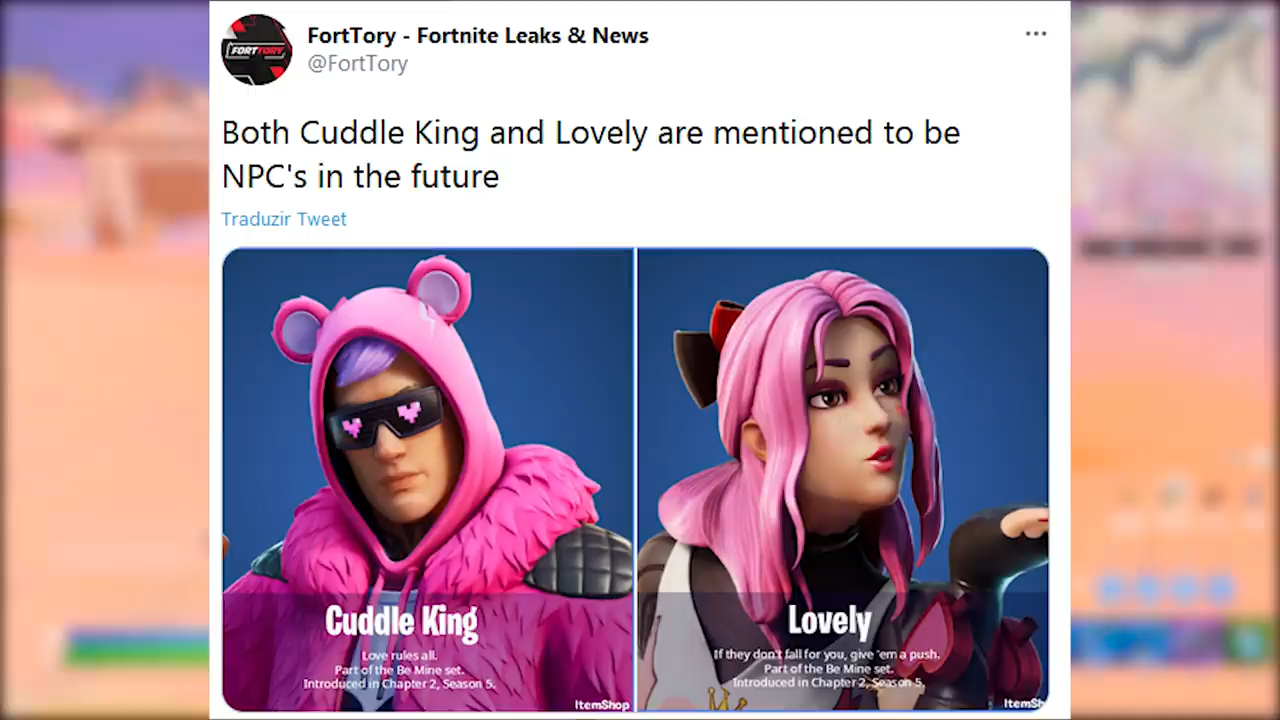 FortTory - Fortnite Leaks & News
@FortTory
FORTTORY
Both Cuddle King and Lovely are mentioned to be
NPC's in the future
Traduzir Tweet
Cuddle King
Love rules all.
Part of the Be Mine set.
Introduced in Chapter 2, Season 5.
ItemShop
Lovely
If they don't fall for you, give 'em a push.
Part of the Be Mine set.
Introduced in Chapter 2, Season 5.
ItemSh